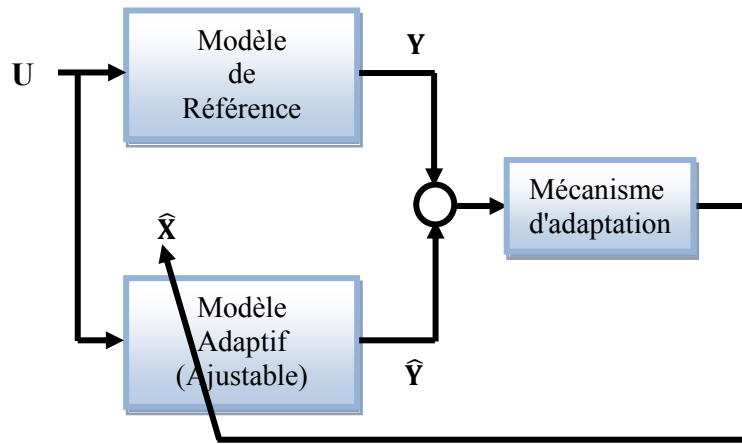 Modèle
de
Référence
U
Y
Mécanisme
d'adaptation
X̂
Modèle
Adaptif
(Ajustable)
Ŷ